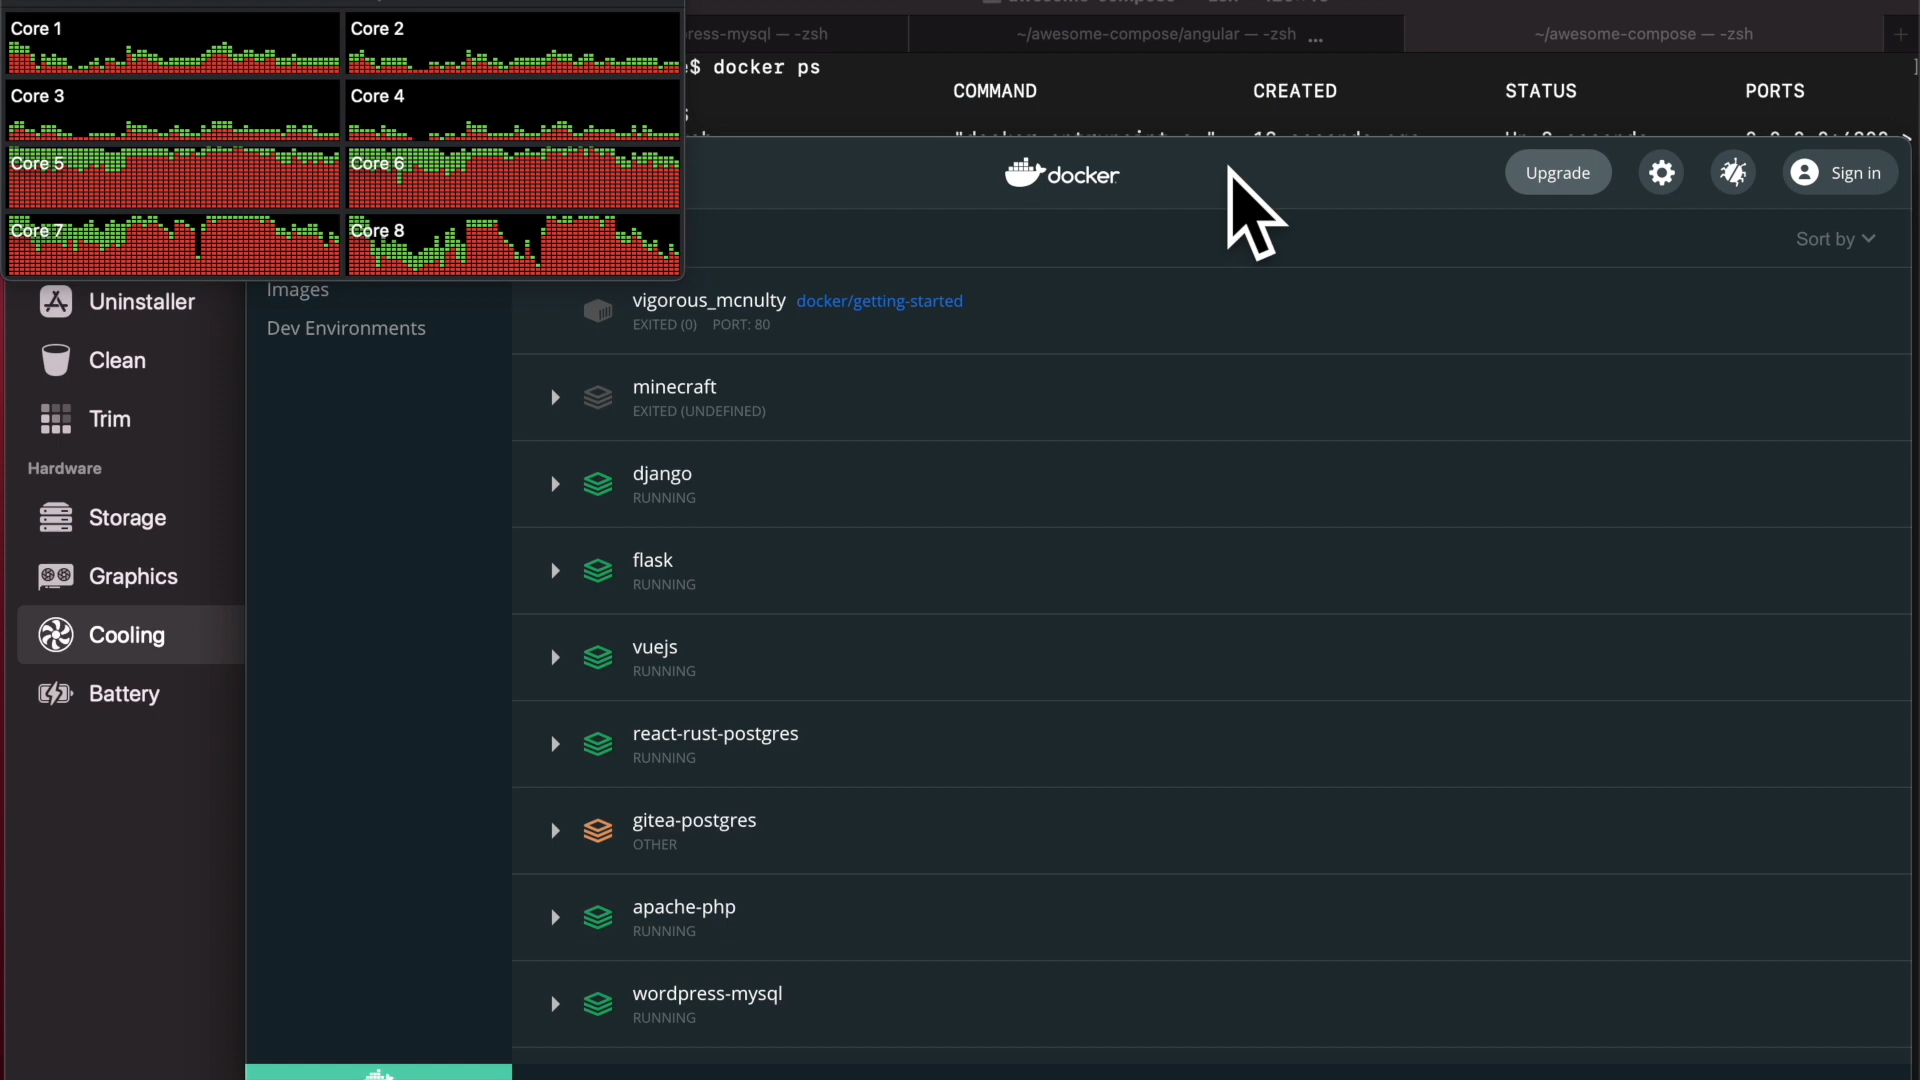 Core 1
Core 2
Core 3
Core 4
Core 5
Core 6
Core 7
Core 8
ress-mysql — -zsh
~/awesome-compose/angular — -zsh ...
~/awesome-compose — -zsh
$ docker ps
COMMAND CREATED STATUS PORTS
docker
Upgrade
Sign in
Sort by
Uninstaller
Clean
Trim
Hardware
Storage
Graphics
Cooling
Battery
Images
Dev Environments
vigorous_mcnulty docker/getting-started
EXITED (0) PORT: 80
minecraft
EXITED (UNDEFINED)
django
RUNNING
flask
RUNNING
vuejs
RUNNING
react-rust-postgres
RUNNING
gitea-postgres
OTHER
apache-php
RUNNING
wordpress-mysql
RUNNING